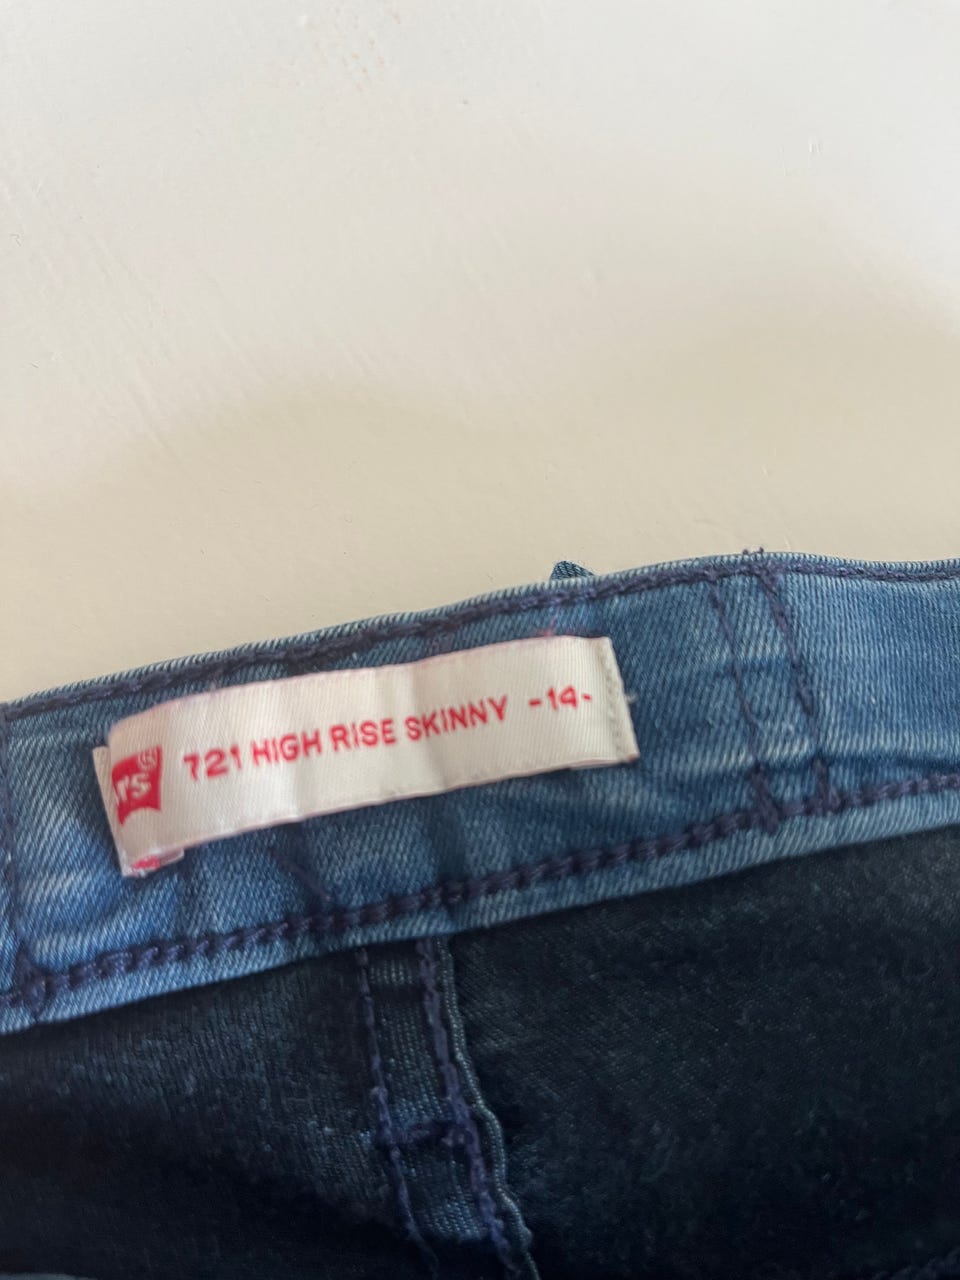 721 HIGH RISE SKINNY -14-